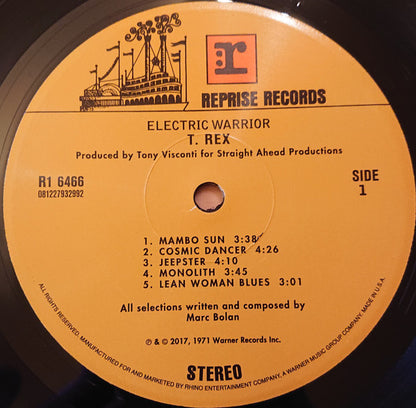 r
REPRISE RECORDS
ELECTRIC WARRIOR
T. REX
Produced by Tony Visconti for Straight Ahead Productions
R1 6466
081227932992
SIDE
1
1. MAMBO SUN 3:38
2. COSMIC DANCER 4:26
3. JEEPSTER 4:10
4. MONOLITH 3:45
5. LEAN WOMAN BLUES 3:01
All selections written and composed by
Marc Bolan
℗ & © 2017, 1971 Warner Records Inc.
STEREO
ALL RIGHTS RESERVED. MANUFACTURED FOR AND MARKETED BY RHINO ENTERTAINMENT COMPANY, A WARNER MUSIC GROUP COMPANY. MADE IN U.S.A.